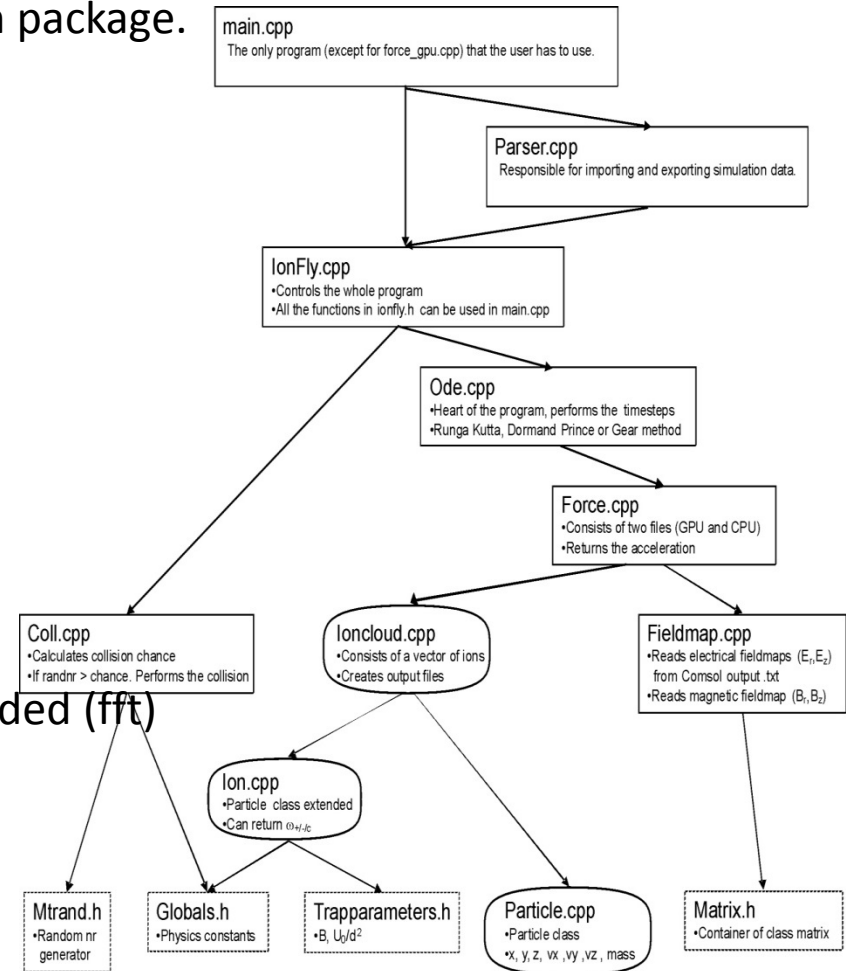 n package.
main.cpp
The only program (except for force_gpu.cpp) that the user has to use.
Parser.cpp
Responsible for importing and exporting simulation data.
IonFly.cpp
•Controls the whole program
•All the functions in ionfly.h can be used in main.cpp
Ode.cpp
•Heart of the program, performs the timesteps
•Runga Kutta, Dormand Prince or Gear method
Force.cpp
•Consists of two files (GPU and CPU)
•Returns the acceleration
Coll.cpp
•Calculates collision chance
•If randnr > chance. Performs the collision
Ioncloud.cpp
•Consists of a vector of ions
•Creates output files
Fieldmap.cpp
•Reads electrical fieldmaps (Er,Ez)
from Comsol output .txt
•Reads magnetic fieldmap (Br,Bz)
ded (fft)
Ion.cpp
•Particle class extended
•Can return ω+/-/c
Mtrand.h
•Random nr
generator
Globals.h
•Physics constants
Trapparameters.h
•B, U0/d²
Particle.cpp
•Particle class
•x, y, z, vx ,vy ,vz , mass
Matrix.h
•Container of class matrix